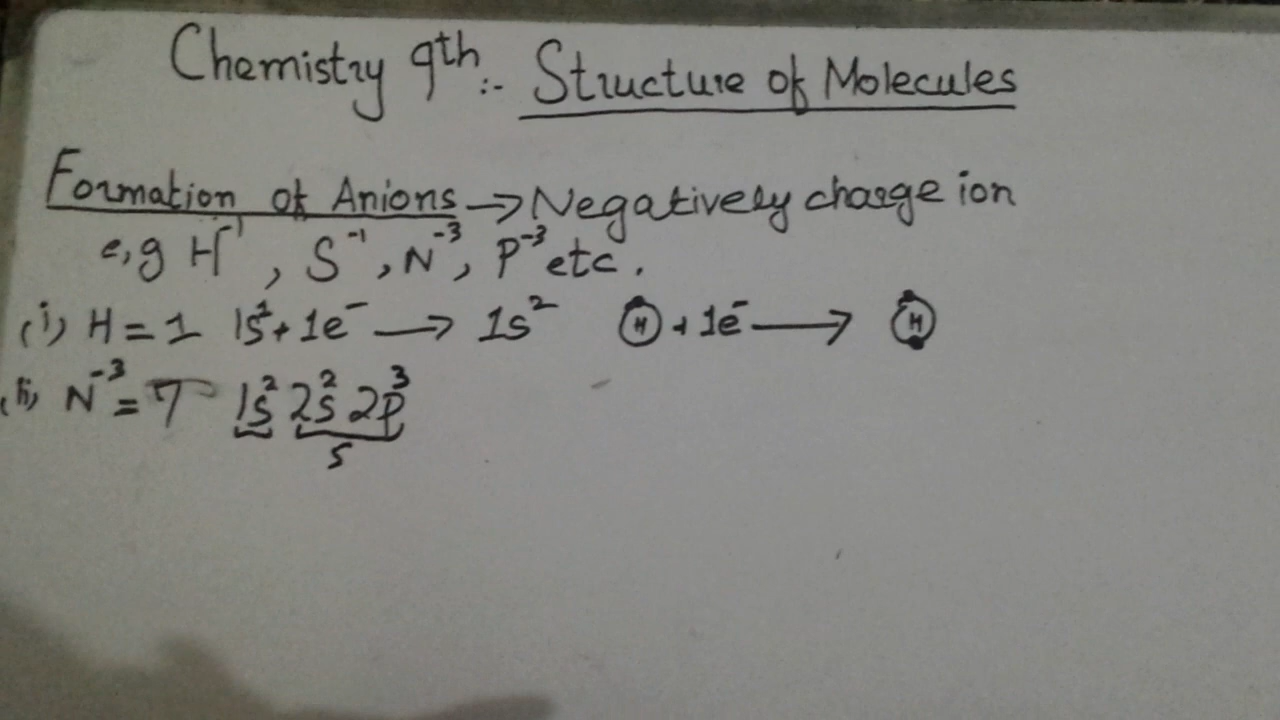 Chemistry 9th :- Structure of Molecules
Formation of Anions → Negatively charge ion
e,g H⁻¹, S⁻¹, N⁻³, P⁻³ etc.
(i) H = 1 1s¹ + 1e⁻ → 1s² H + 1e⁻ → H
(ii) N⁻³ = 7 1s² 2s² 2p³
5